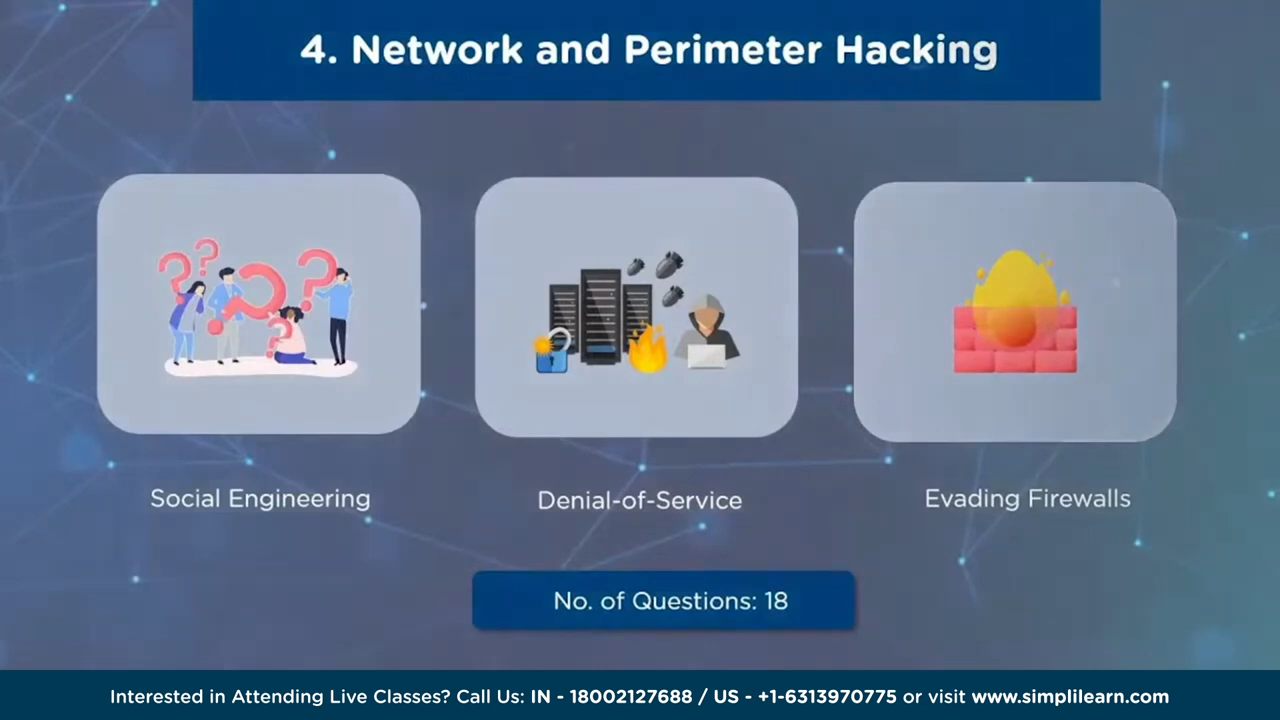 4. Network and Perimeter Hacking
Social Engineering
Denial-of-Service
Evading Firewalls
No. of Questions: 18
Interested in Attending Live Classes? Call Us: IN - 18002127688 / US - +1-6313970775 or visit www.simplilearn.com